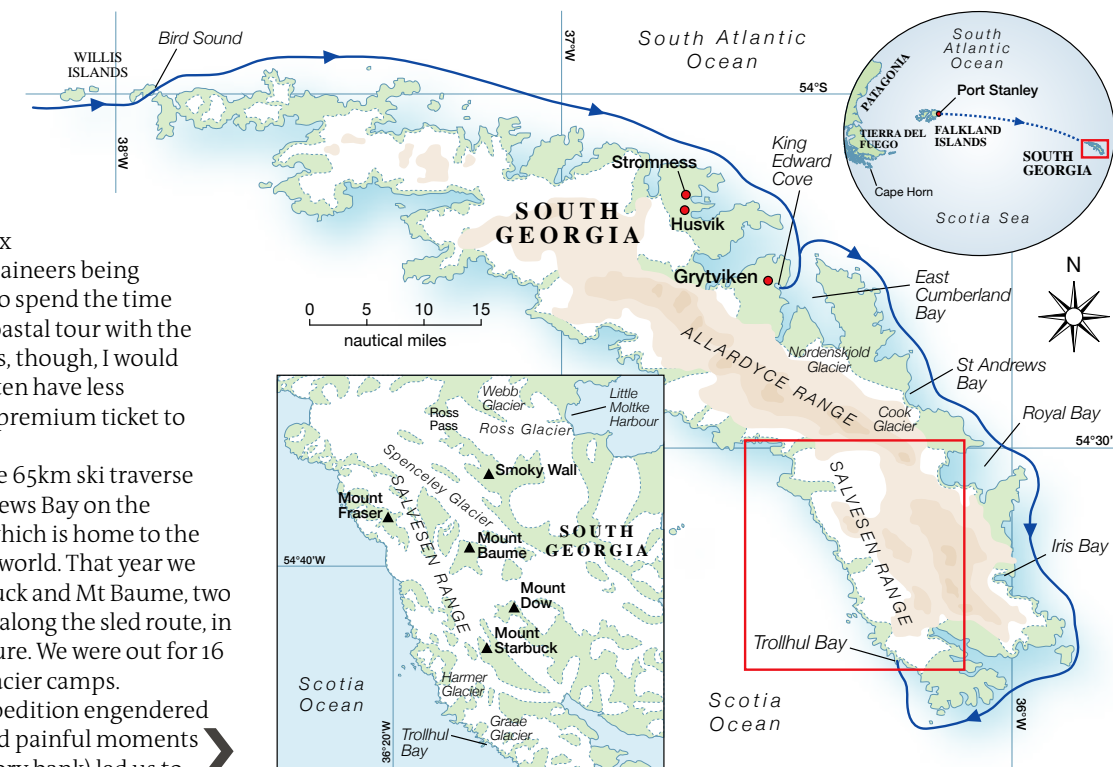 Bird Sound
WILLIS
ISLANDS
38°W
37°W
South Atlantic
Ocean
54°S
King
Edward
Cove
Stromness
Husvik
SOUTH
GEORGIA
Grytviken
East
Cumberland
Bay
0 5 10 15
nautical miles
ALLARDYCE RANGE
Nordenskjold
Glacier
St Andrews
Bay
Cook
Glacier
Royal Bay
54°30'
SALVESEN RANGE
Iris Bay
Trollhul Bay
Scotia
Ocean
36°W
N
South
Atlantic
Ocean
PATAGONIA
Port Stanley
TIERRA DEL
FUEGO
FALKLAND
ISLANDS
SOUTH
GEORGIA
Cape Horn
Scotia Sea
Webb
Glacier
Little
Moltke
Harbour
Ross
Pass
Ross Glacier
Spenceley Glacier
Smoky Wall
Mount
Fraser
SALVESEN RANGE
SOUTH
GEORGIA
Mount
Baume
54°40'W
Mount
Dow
Mount
Starbuck
Harmer
Glacier
Scotia
Ocean
Graae
Glacier
Trollhul
Bay
36°20'W
x
aineers being
o spend the time
oastal tour with the
s, though, I would
ten have less
premium ticket to
e 65km ski traverse
ews Bay on the
which is home to the
world. That year we
uck and Mt Baume, two
along the sled route, in
ure. We were out for 16
acier camps.
pedition engendered
d painful moments
ory bank) led us to